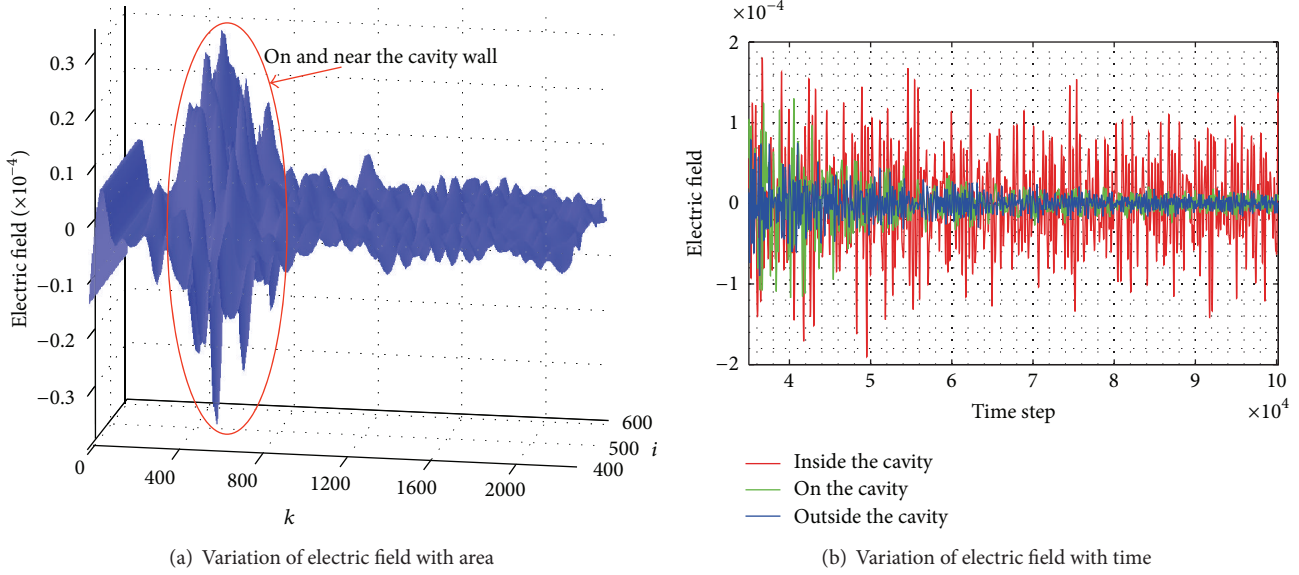 On and near the cavity wall
Electric field (×10−4)
0.3
0.2
0.1
0
−0.1
−0.2
−0.3
0
400
800
1200
1600
2000
k
600
500
400
i
(a) Variation of electric field with area
×10−4
2
1
0
−1
−2
Electric field
4
5
6
7
8
9
10
Time step
×10⁴
Inside the cavity
On the cavity
Outside the cavity
(b) Variation of electric field with time